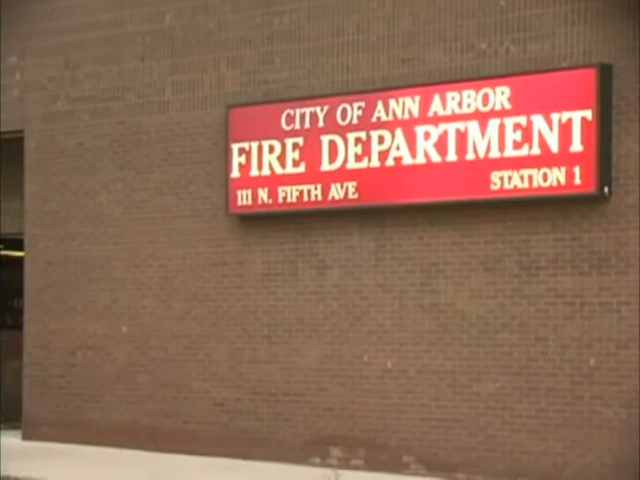 CITY OF ANN ARBOR
FIRE DEPARTMENT
111 N. FIFTH AVE
STATION 1